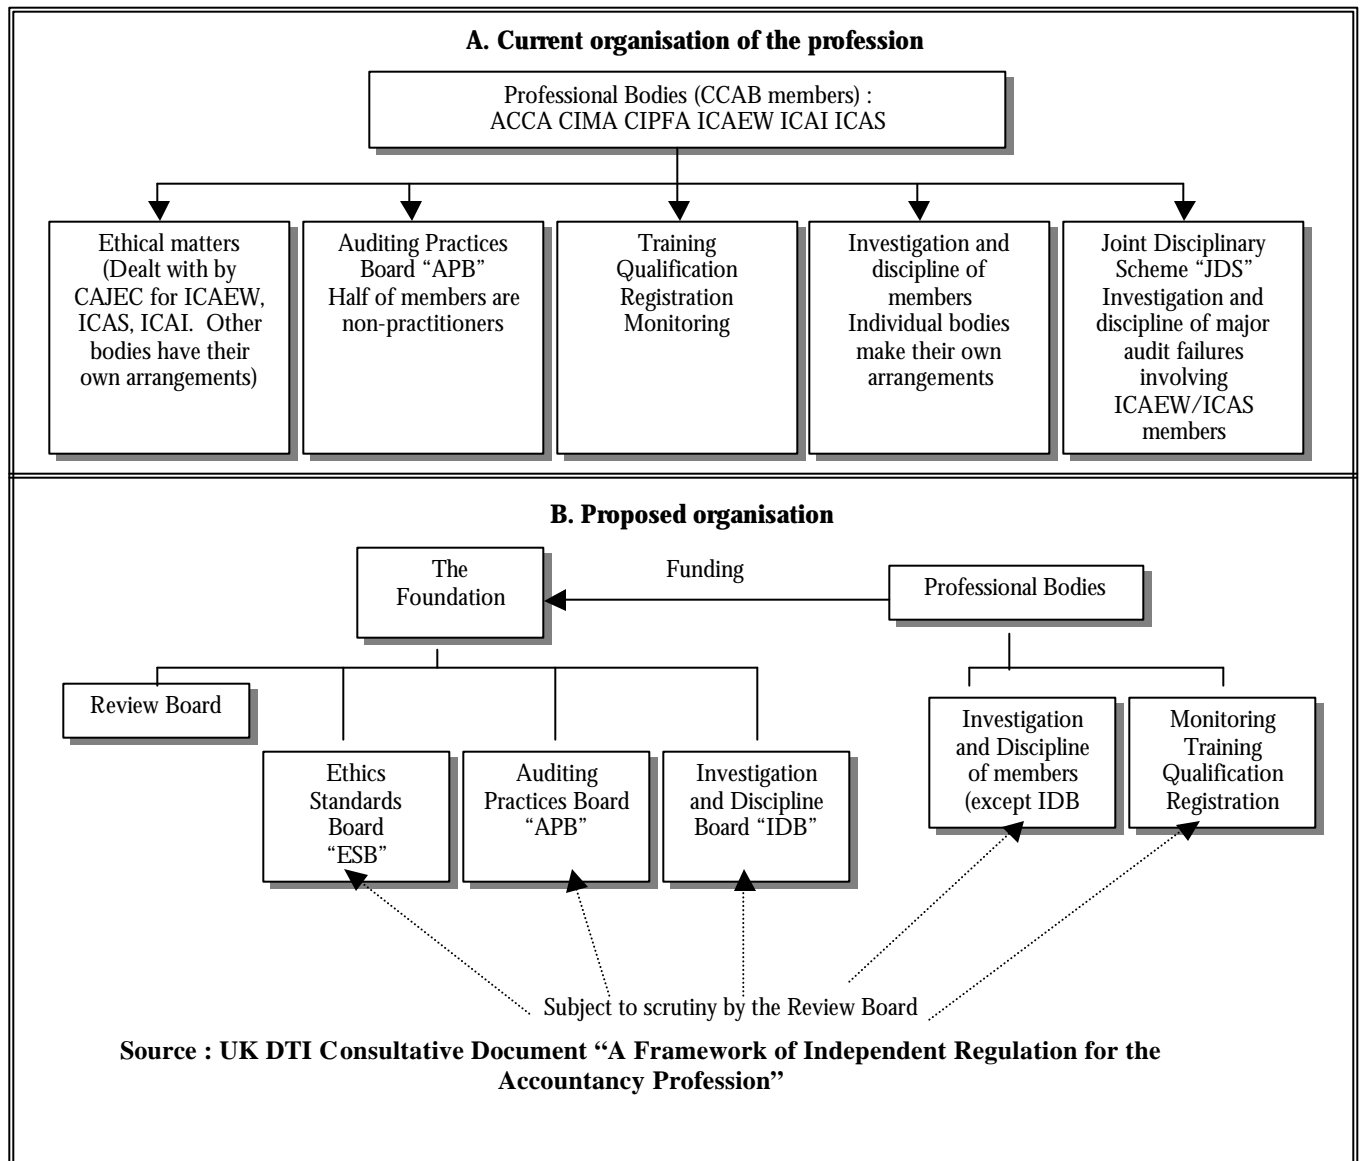 A. Current organisation of the profession
Professional Bodies (CCAB members) :
ACCA CIMA CIPFA ICAEW ICAI ICAS
Ethical matters
(Dealt with by
CAJEC for ICAEW,
ICAS, ICAI. Other
bodies have their
own arrangements)
Auditing Practices
Board “APB”
Half of members are
non-practitioners
Training
Qualification
Registration
Monitoring
Investigation and
discipline of
members
Individual bodies
make their own
arrangements
Joint Disciplinary
Scheme “JDS”
Investigation and
discipline of major
audit failures
involving
ICAEW/ICAS
members
B. Proposed organisation
The
Foundation
Funding
Professional Bodies
Review Board
Ethics
Standards
Board
“ESB”
Auditing
Practices Board
“APB”
Investigation
and Discipline
Board “IDB”
Investigation
and Discipline
of members
(except IDB
Monitoring
Training
Qualification
Registration
Subject to scrutiny by the Review Board
Source : UK DTI Consultative Document “A Framework of Independent Regulation for the
Accountancy Profession”